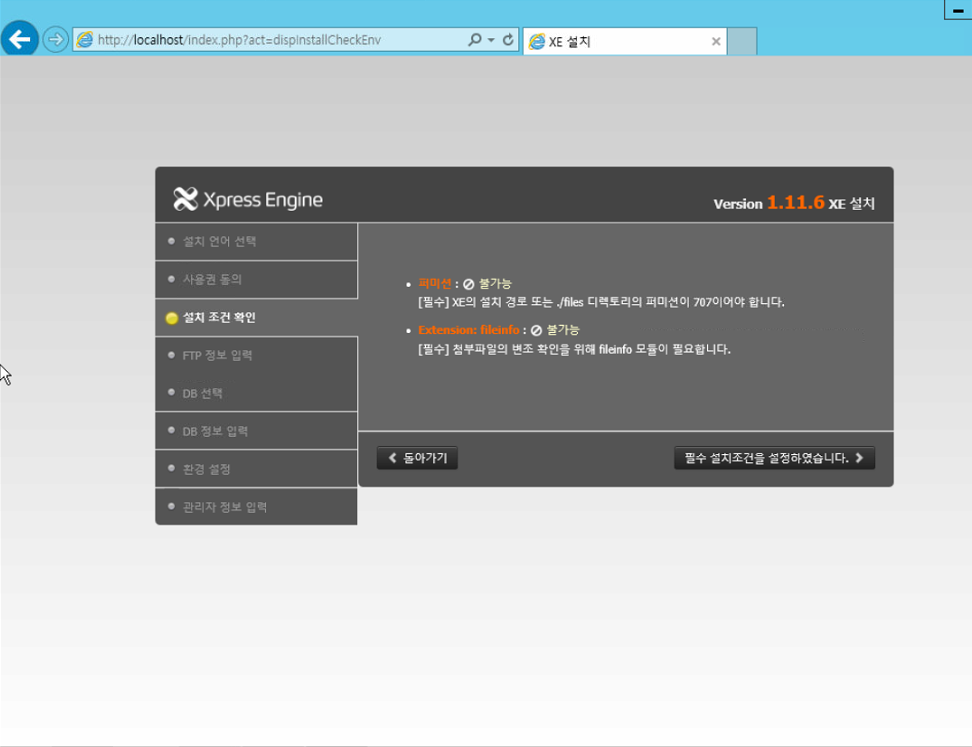 http://localhost/index.php?act=dispInstallCheckEnv
XE 설치
Xpress Engine
Version 1.11.6 XE 설치
설치 언어 선택
사용권 동의
설치 조건 확인
FTP 정보 입력
DB 선택
DB 정보 입력
환경 설정
관리자 정보 입력
퍼미션 : 불가능
[필수] XE의 설치 경로 또는 ./files 디렉토리의 퍼미션이 707이어야 합니다.
Extension: fileinfo : 불가능
[필수] 첨부파일의 변조 확인을 위해 fileinfo 모듈이 필요합니다.
돌아가기
필수 설치조건을 설정하였습니다.